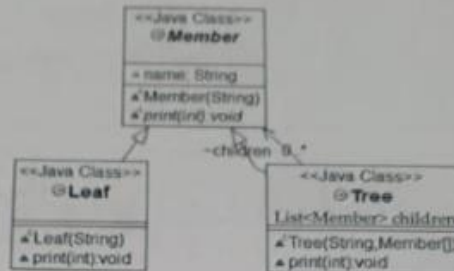 <<Java Class>>
Member
name: String
Member(String)
print(int):void
~children 0..*
<<Java Class>>
Leaf
Leaf(String)
print(int):void
<<Java Class>>
Tree
List<Member> children
Tree(String,Member[])
print(int):void